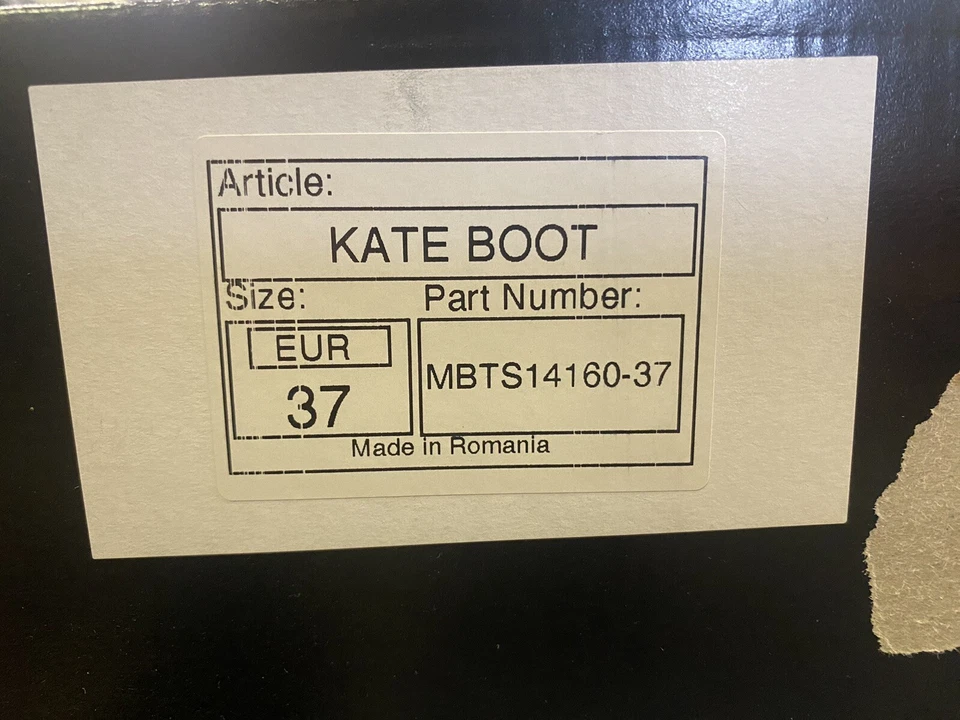 Article:
KATE BOOT
Size: Part Number:
EUR
37
MBTS14160-37
Made in Romania